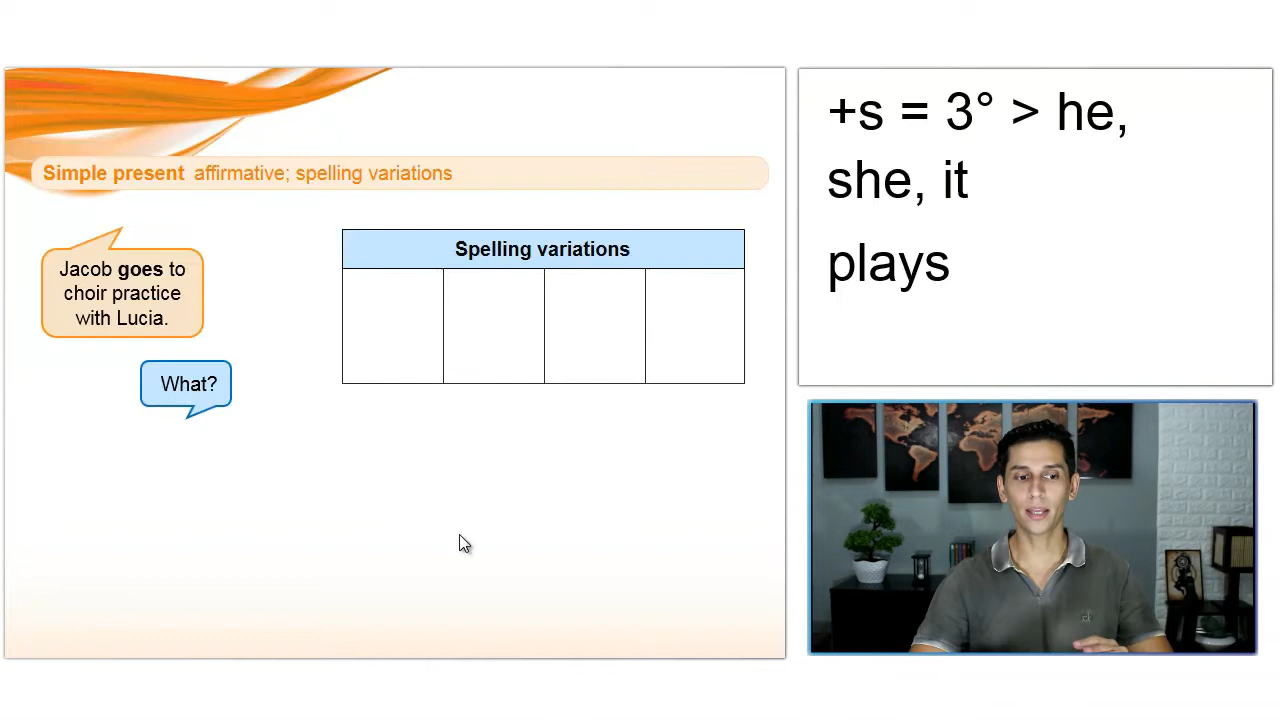 Simple present affirmative; spelling variations
Jacob goes to
choir practice
with Lucia.
What?
Spelling variations
+s = 3° > he,
she, it
plays